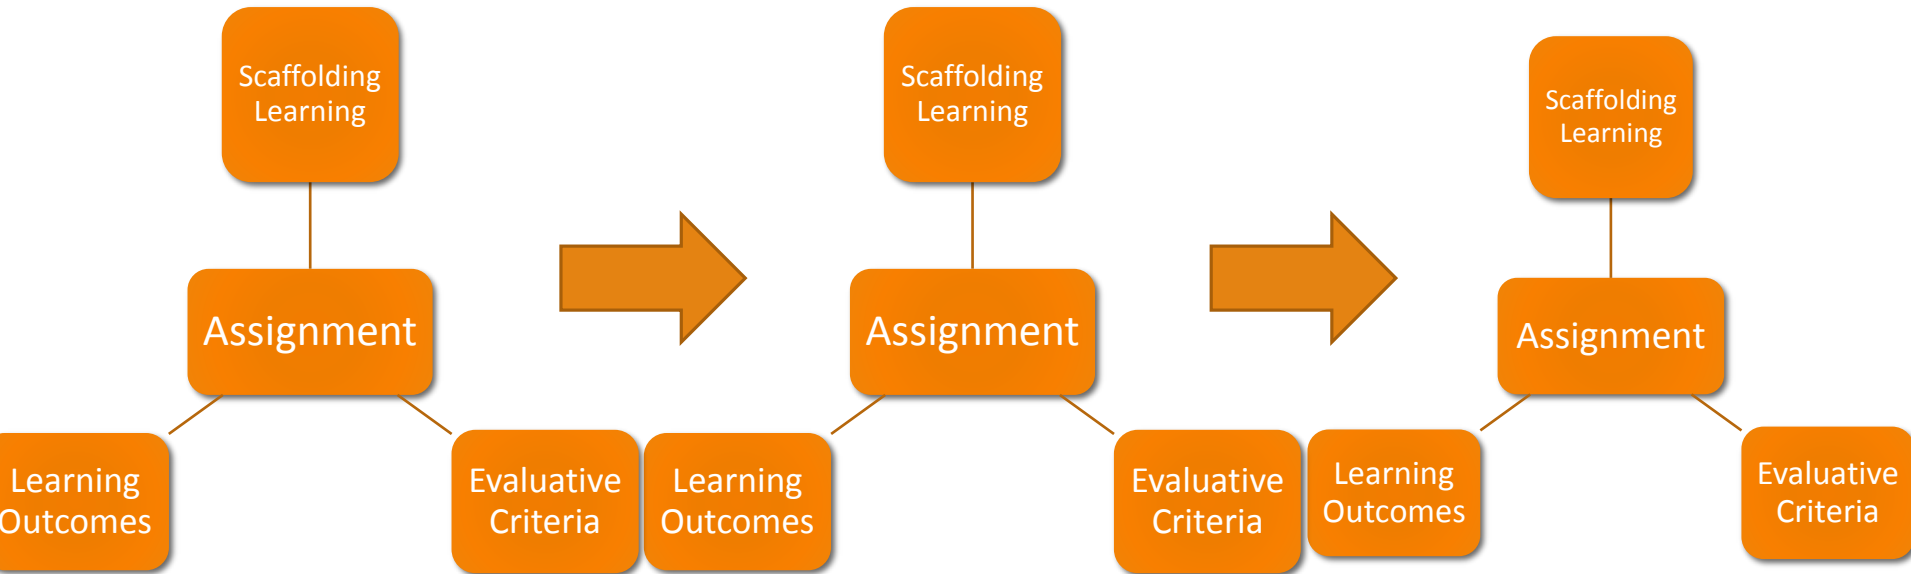 Scaffolding
Learning
Assignment
Learning
Outcomes
Evaluative
Criteria
Scaffolding
Learning
Assignment
Learning
Outcomes
Evaluative
Criteria
Scaffolding
Learning
Assignment
Learning
Outcomes
Evaluative
Criteria